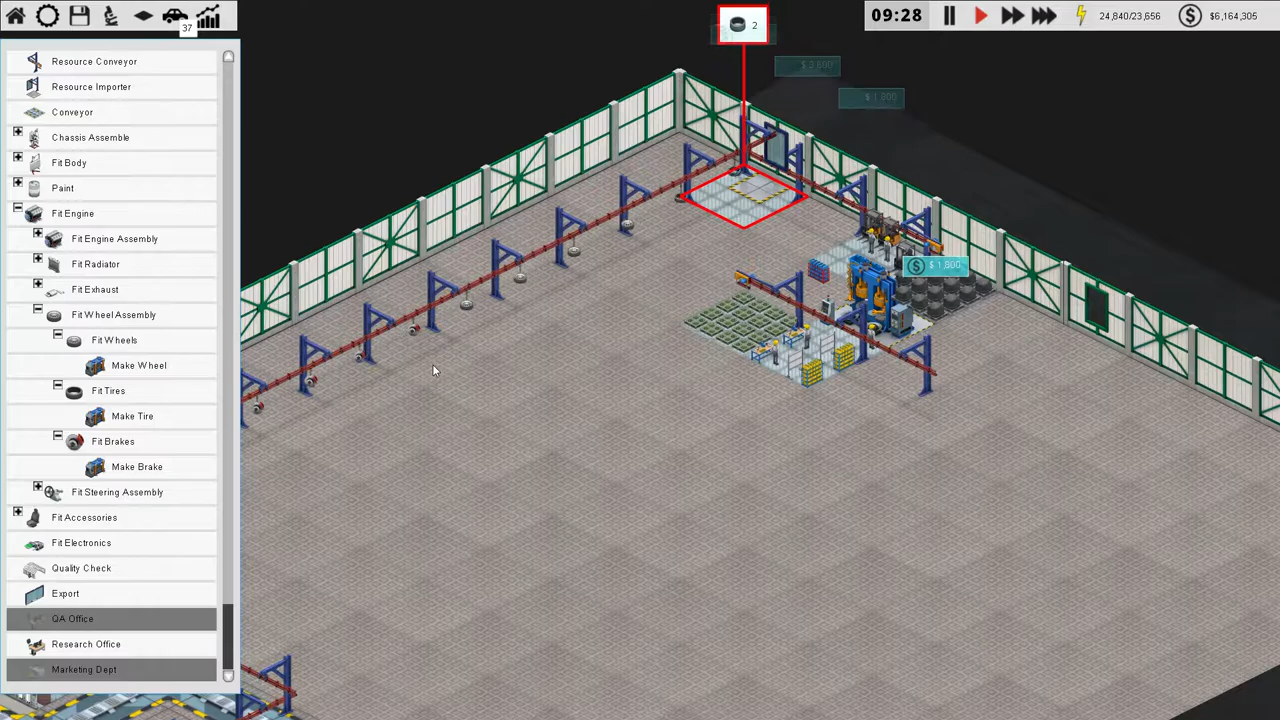 37
2
09:28
24,840/23,656
$6,164,305
$ 3,600
$ 1,800
$ 1,800
Resource Conveyor
Resource Importer
Conveyor
Chassis Assemble
Fit Body
Paint
Fit Engine
Fit Engine Assembly
Fit Radiator
Fit Exhaust
Fit Wheel Assembly
Fit Wheels
Make Wheel
Fit Tires
Make Tire
Fit Brakes
Make Brake
Fit Steering Assembly
Fit Accessories
Fit Electronics
Quality Check
Export
QA Office
Research Office
Marketing Dept